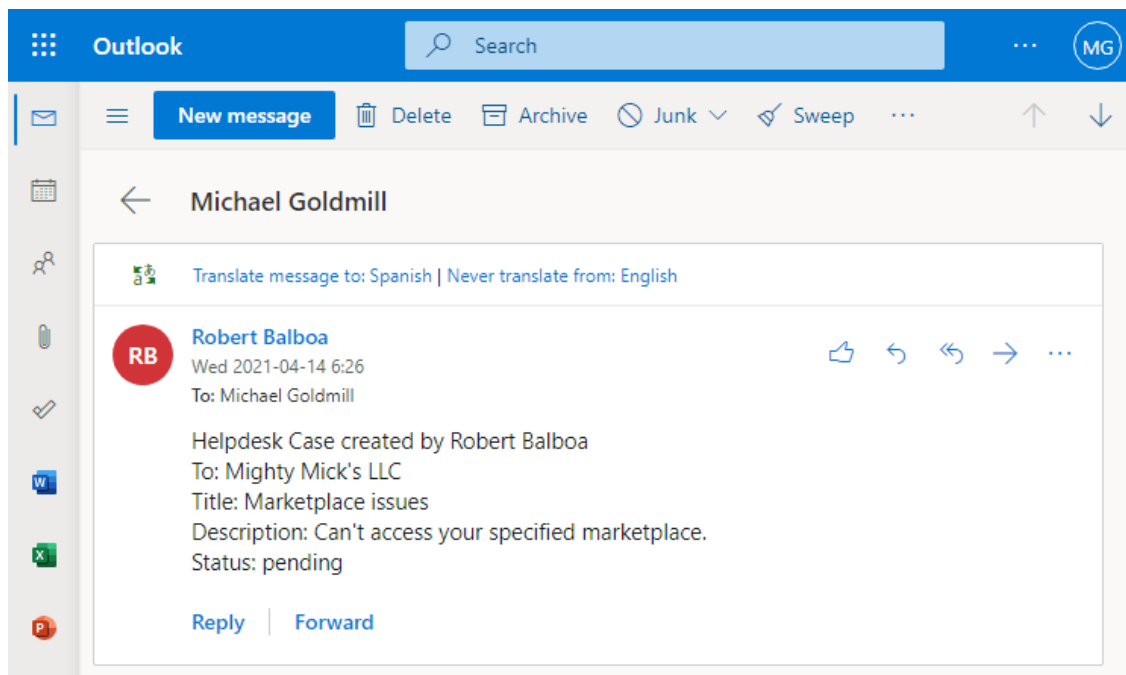 Outlook
Search
MG
New message Delete Archive Junk Sweep
Michael Goldmill
Translate message to: Spanish | Never translate from: English
RB
Robert Balboa
Wed 2021-04-14 6:26
To: Michael Goldmill
Helpdesk Case created by Robert Balboa
To: Mighty Mick's LLC
Title: Marketplace issues
Description: Can't access your specified marketplace.
Status: pending
Reply Forward
W
X
P